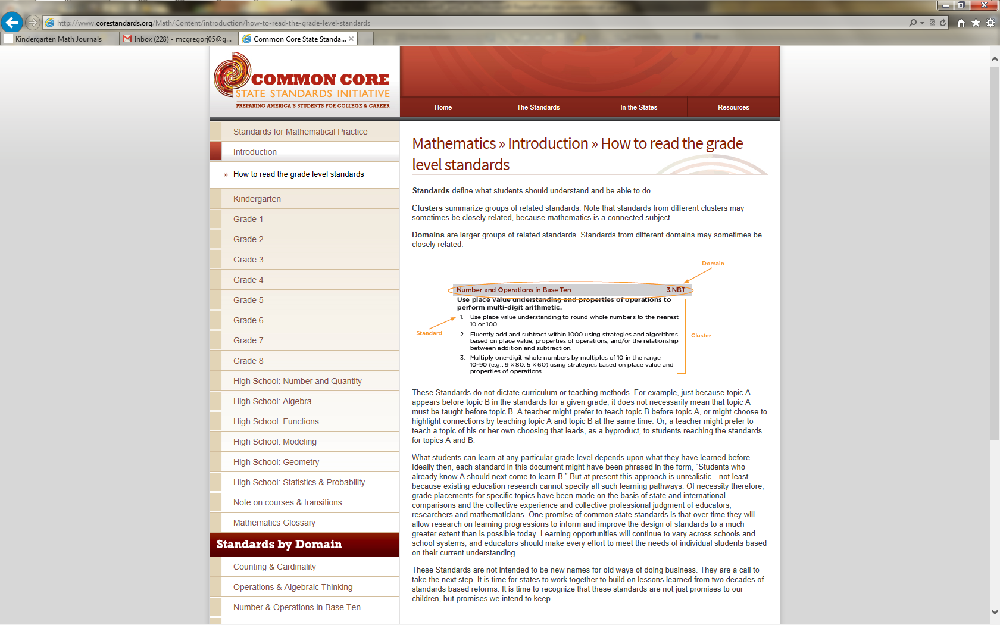 http://www.corestandards.org/Math/Content/introduction/how-to-read-the-grade-level-standards
Kindergarten Math Journals
Inbox (228) - mcgregorj05@g...
Common Core State Standa...
COMMON CORE
STATE STANDARDS INITIATIVE
PREPARING AMERICA'S STUDENTS FOR COLLEGE & CAREER
Home
The Standards
In the States
Resources
Standards for Mathematical Practice
Introduction
» How to read the grade level standards
Kindergarten
Grade 1
Grade 2
Grade 3
Grade 4
Grade 5
Grade 6
Grade 7
Grade 8
High School: Number and Quantity
High School: Algebra
High School: Functions
High School: Modeling
High School: Geometry
High School: Statistics & Probability
Note on courses & transitions
Mathematics Glossary
Standards by Domain
Counting & Cardinality
Operations & Algebraic Thinking
Number & Operations in Base Ten
Mathematics » Introduction » How to read the grade
level standards
Standards define what students should understand and be able to do.
Clusters summarize groups of related standards. Note that standards from different clusters may
sometimes be closely related, because mathematics is a connected subject.
Domains are larger groups of related standards. Standards from different domains may sometimes be
closely related.
Domain
Number and Operations in Base Ten 3.NBT
Use place value understanding and properties of operations to
perform multi-digit arithmetic.
1. Use place value understanding to round whole numbers to the nearest
10 or 100.
Standard
2. Fluently add and subtract within 1000 using strategies and algorithms
based on place value, properties of operations, and/or the relationship
between addition and subtraction.
Cluster
3. Multiply one-digit whole numbers by multiples of 10 in the range
10-90 (e.g., 9 × 80, 5 × 60) using strategies based on place value and
properties of operations.
These Standards do not dictate curriculum or teaching methods. For example, just because topic A
appears before topic B in the standards for a given grade, it does not necessarily mean that topic A
must be taught before topic B. A teacher might prefer to teach topic B before topic A, or might choose to
highlight connections by teaching topic A and topic B at the same time. Or, a teacher might prefer to
teach a topic of his or her own choosing that leads, as a byproduct, to students reaching the standards
for topics A and B.
What students can learn at any particular grade level depends upon what they have learned before.
Ideally then, each standard in this document might have been phrased in the form, “Students who
already know A should next come to learn B.” But at present this approach is unrealistic—not least
because existing education research cannot specify all such learning pathways. Of necessity therefore,
grade placements for specific topics have been made on the basis of state and international
comparisons and the collective experience and collective professional judgment of educators,
researchers and mathematicians. One promise of common state standards is that over time they will
allow research on learning progressions to inform and improve the design of standards to a much
greater extent than is possible today. Learning opportunities will continue to vary across schools and
school systems, and educators should make every effort to meet the needs of individual students based
on their current understanding.
These Standards are not intended to be new names for old ways of doing business. They are a call to
take the next step. It is time for states to work together to build on lessons learned from two decades of
standards based reforms. It is time to recognize that these standards are not just promises to our
children, but promises we intend to keep.